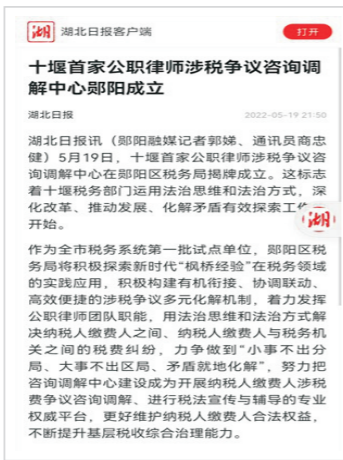 湖 湖北日报客户端 打开
十堰首家公职律师涉税争议咨询调
解中心郧阳成立
湖北日报 2022-05-19 21:50
湖北日报讯（郧阳融媒记者郭娣、通讯员商忠
健）5月19日，十堰首家公职律师涉税争议咨
询调解中心在郧阳区税务局揭牌成立。这标志
着十堰税务部门运用法治思维和法治方式，深
化改革、推动发展、化解矛盾有效探索工作
开始。
湖
作为全市税务系统第一批试点单位，郧阳区税
务局将积极探索新时代“枫桥经验”在税务领域
的实践应用，积极构建有机衔接、协调联动、
高效便捷的涉税争议多元化解机制，着力发挥
公职律师团队职能，用法治思维和法治方式解
决纳税人缴费人之间、纳税人缴费人与税务机
关之间的税费纠纷，力争做到“小事不出分
局、大事不出区局、矛盾就地化解”，努力把
咨询调解中心建设成为开展纳税人缴费人涉税
费争议咨询调解、进行税法宣传与辅导的专业
权威平台，更好维护纳税人缴费人合法权益，
不断提升基层税收综合治理能力。